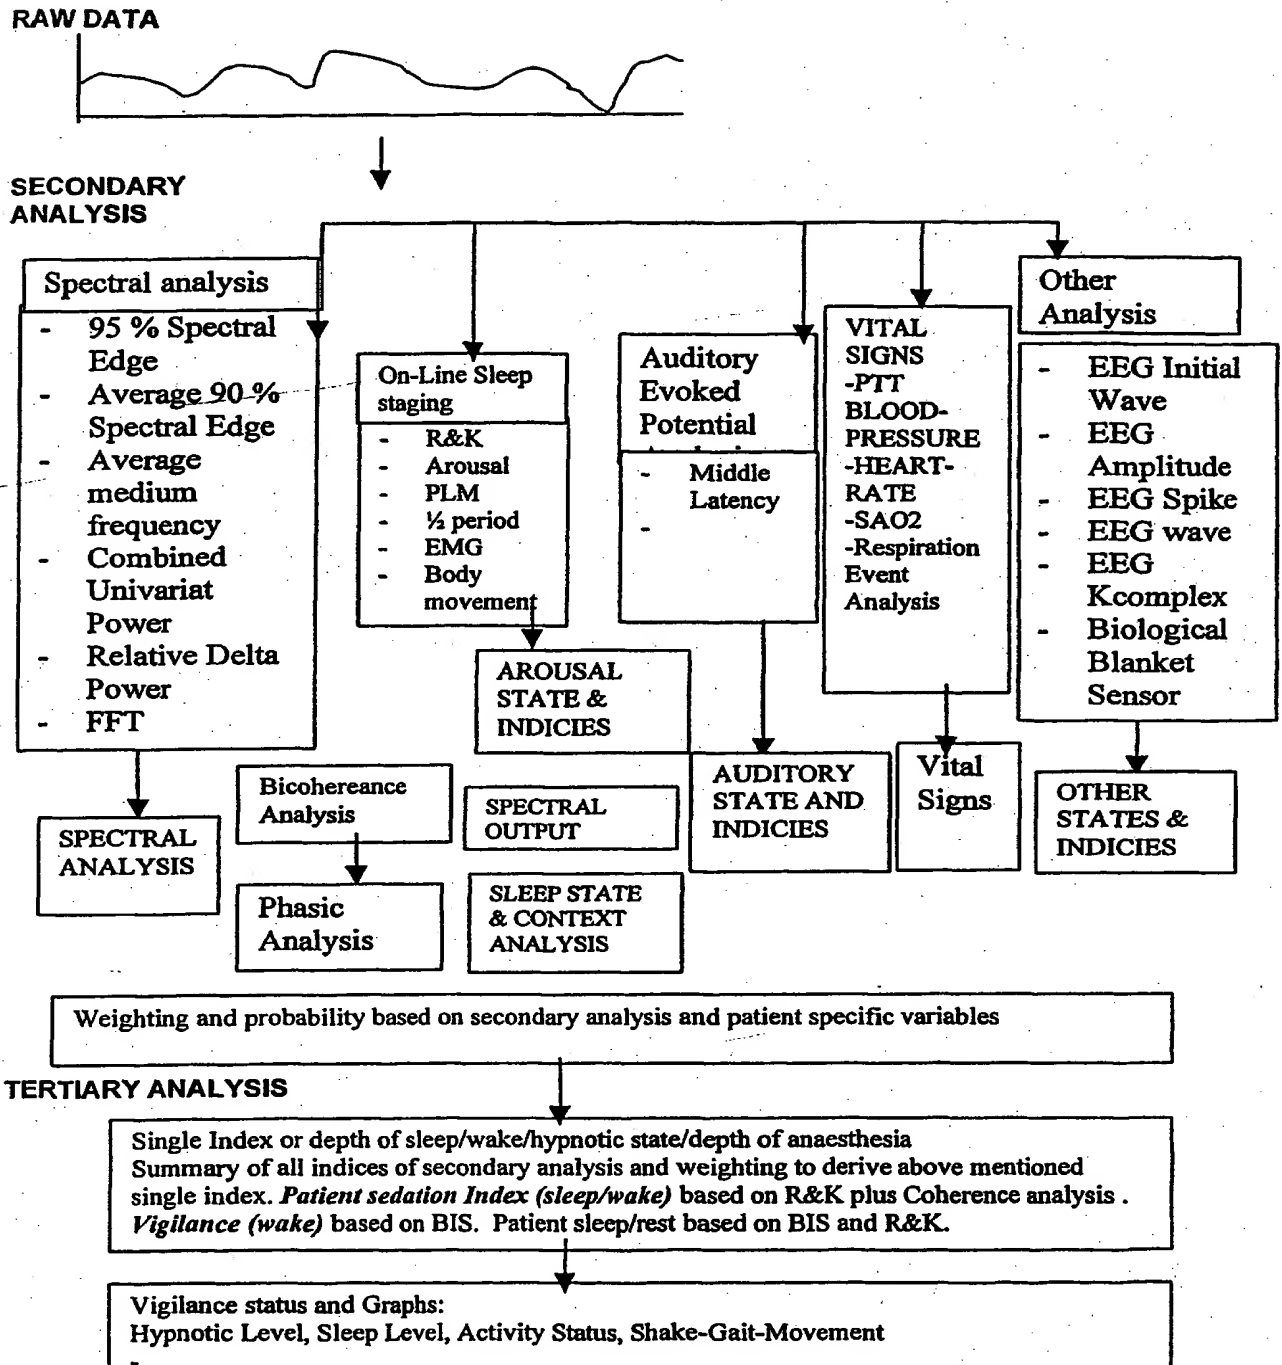 RAW DATA
SECONDARY
ANALYSIS
Spectral analysis
- 95 % Spectral
Edge
- Average 90 %
Spectral Edge
- Average
medium
frequency
- Combined
Univariat
Power
- Relative Delta
Power
- FFT
SPECTRAL
ANALYSIS
Bicohereance
Analysis
Phasic
Analysis
On-Line Sleep
staging
- R&K
- Arousal
- PLM
- ½ period
- EMG
- Body
movement
AROUSAL
STATE &
INDICIES
SPECTRAL
OUTPUT
SLEEP STATE
& CONTEXT
ANALYSIS
Auditory
Evoked
Potential
- Middle
Latency
-
AUDITORY
STATE AND
INDICIES
VITAL
SIGNS
-PTT
BLOOD-
PRESSURE
-HEART-
RATE
-SAO2
-Respiration
Event
Analysis
Vital
Signs
Other
Analysis
- EEG Initial
Wave
- EEG
Amplitude
- EEG Spike
- EEG wave
- EEG
Kcomplex
- Biological
Blanket
Sensor
OTHER
STATES &
INDICIES
Weighting and probability based on secondary analysis and patient specific variables
TERTIARY ANALYSIS
Single Index or depth of sleep/wake/hypnotic state/depth of anaesthesia
Summary of all indices of secondary analysis and weighting to derive above mentioned
single index. Patient sedation Index (sleep/wake) based on R&K plus Coherence analysis .
Vigilance (wake) based on BIS. Patient sleep/rest based on BIS and R&K.
Vigilance status and Graphs:
Hypnotic Level, Sleep Level, Activity Status, Shake-Gait-Movement
-